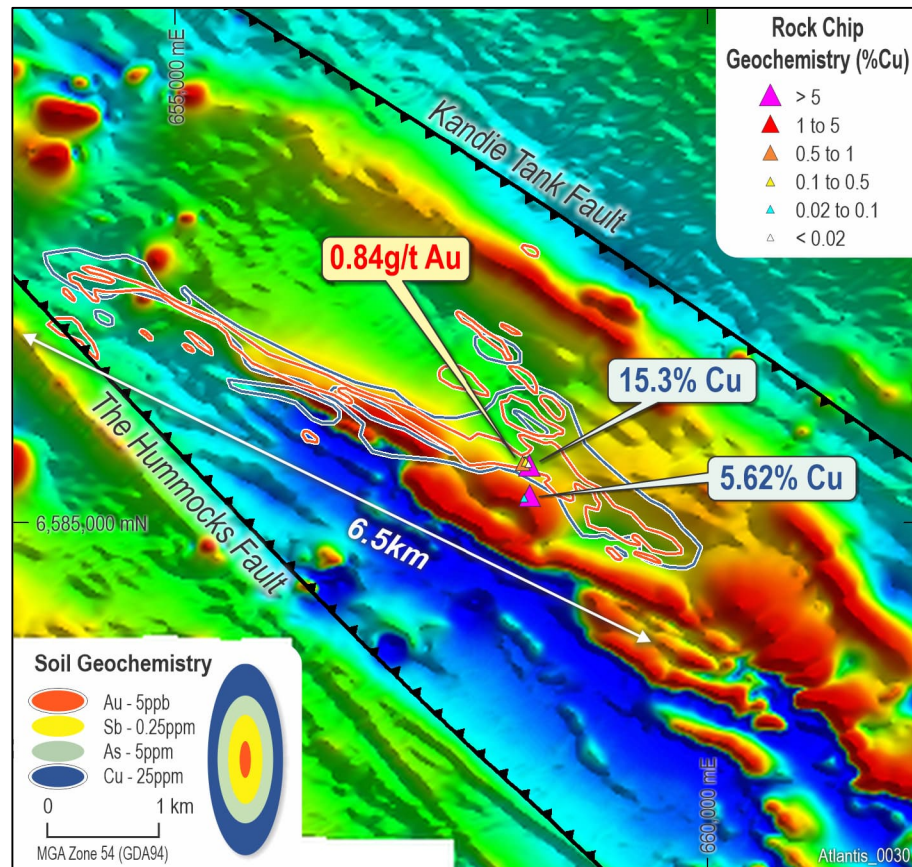 655,000 mE
Kandie Tank Fault
Rock Chip
Geochemistry (%Cu)
> 5
1 to 5
0.5 to 1
0.1 to 0.5
0.02 to 0.1
< 0.02
0.84g/t Au
15.3% Cu
5.62% Cu
The Hummocks Fault
6,585,000 mN
6.5km
Soil Geochemistry
Au - 5ppb
Sb - 0.25ppm
As - 5ppm
Cu - 25ppm
0 1 km
MGA Zone 54 (GDA94)
660,000 mE
Atlantis_0030